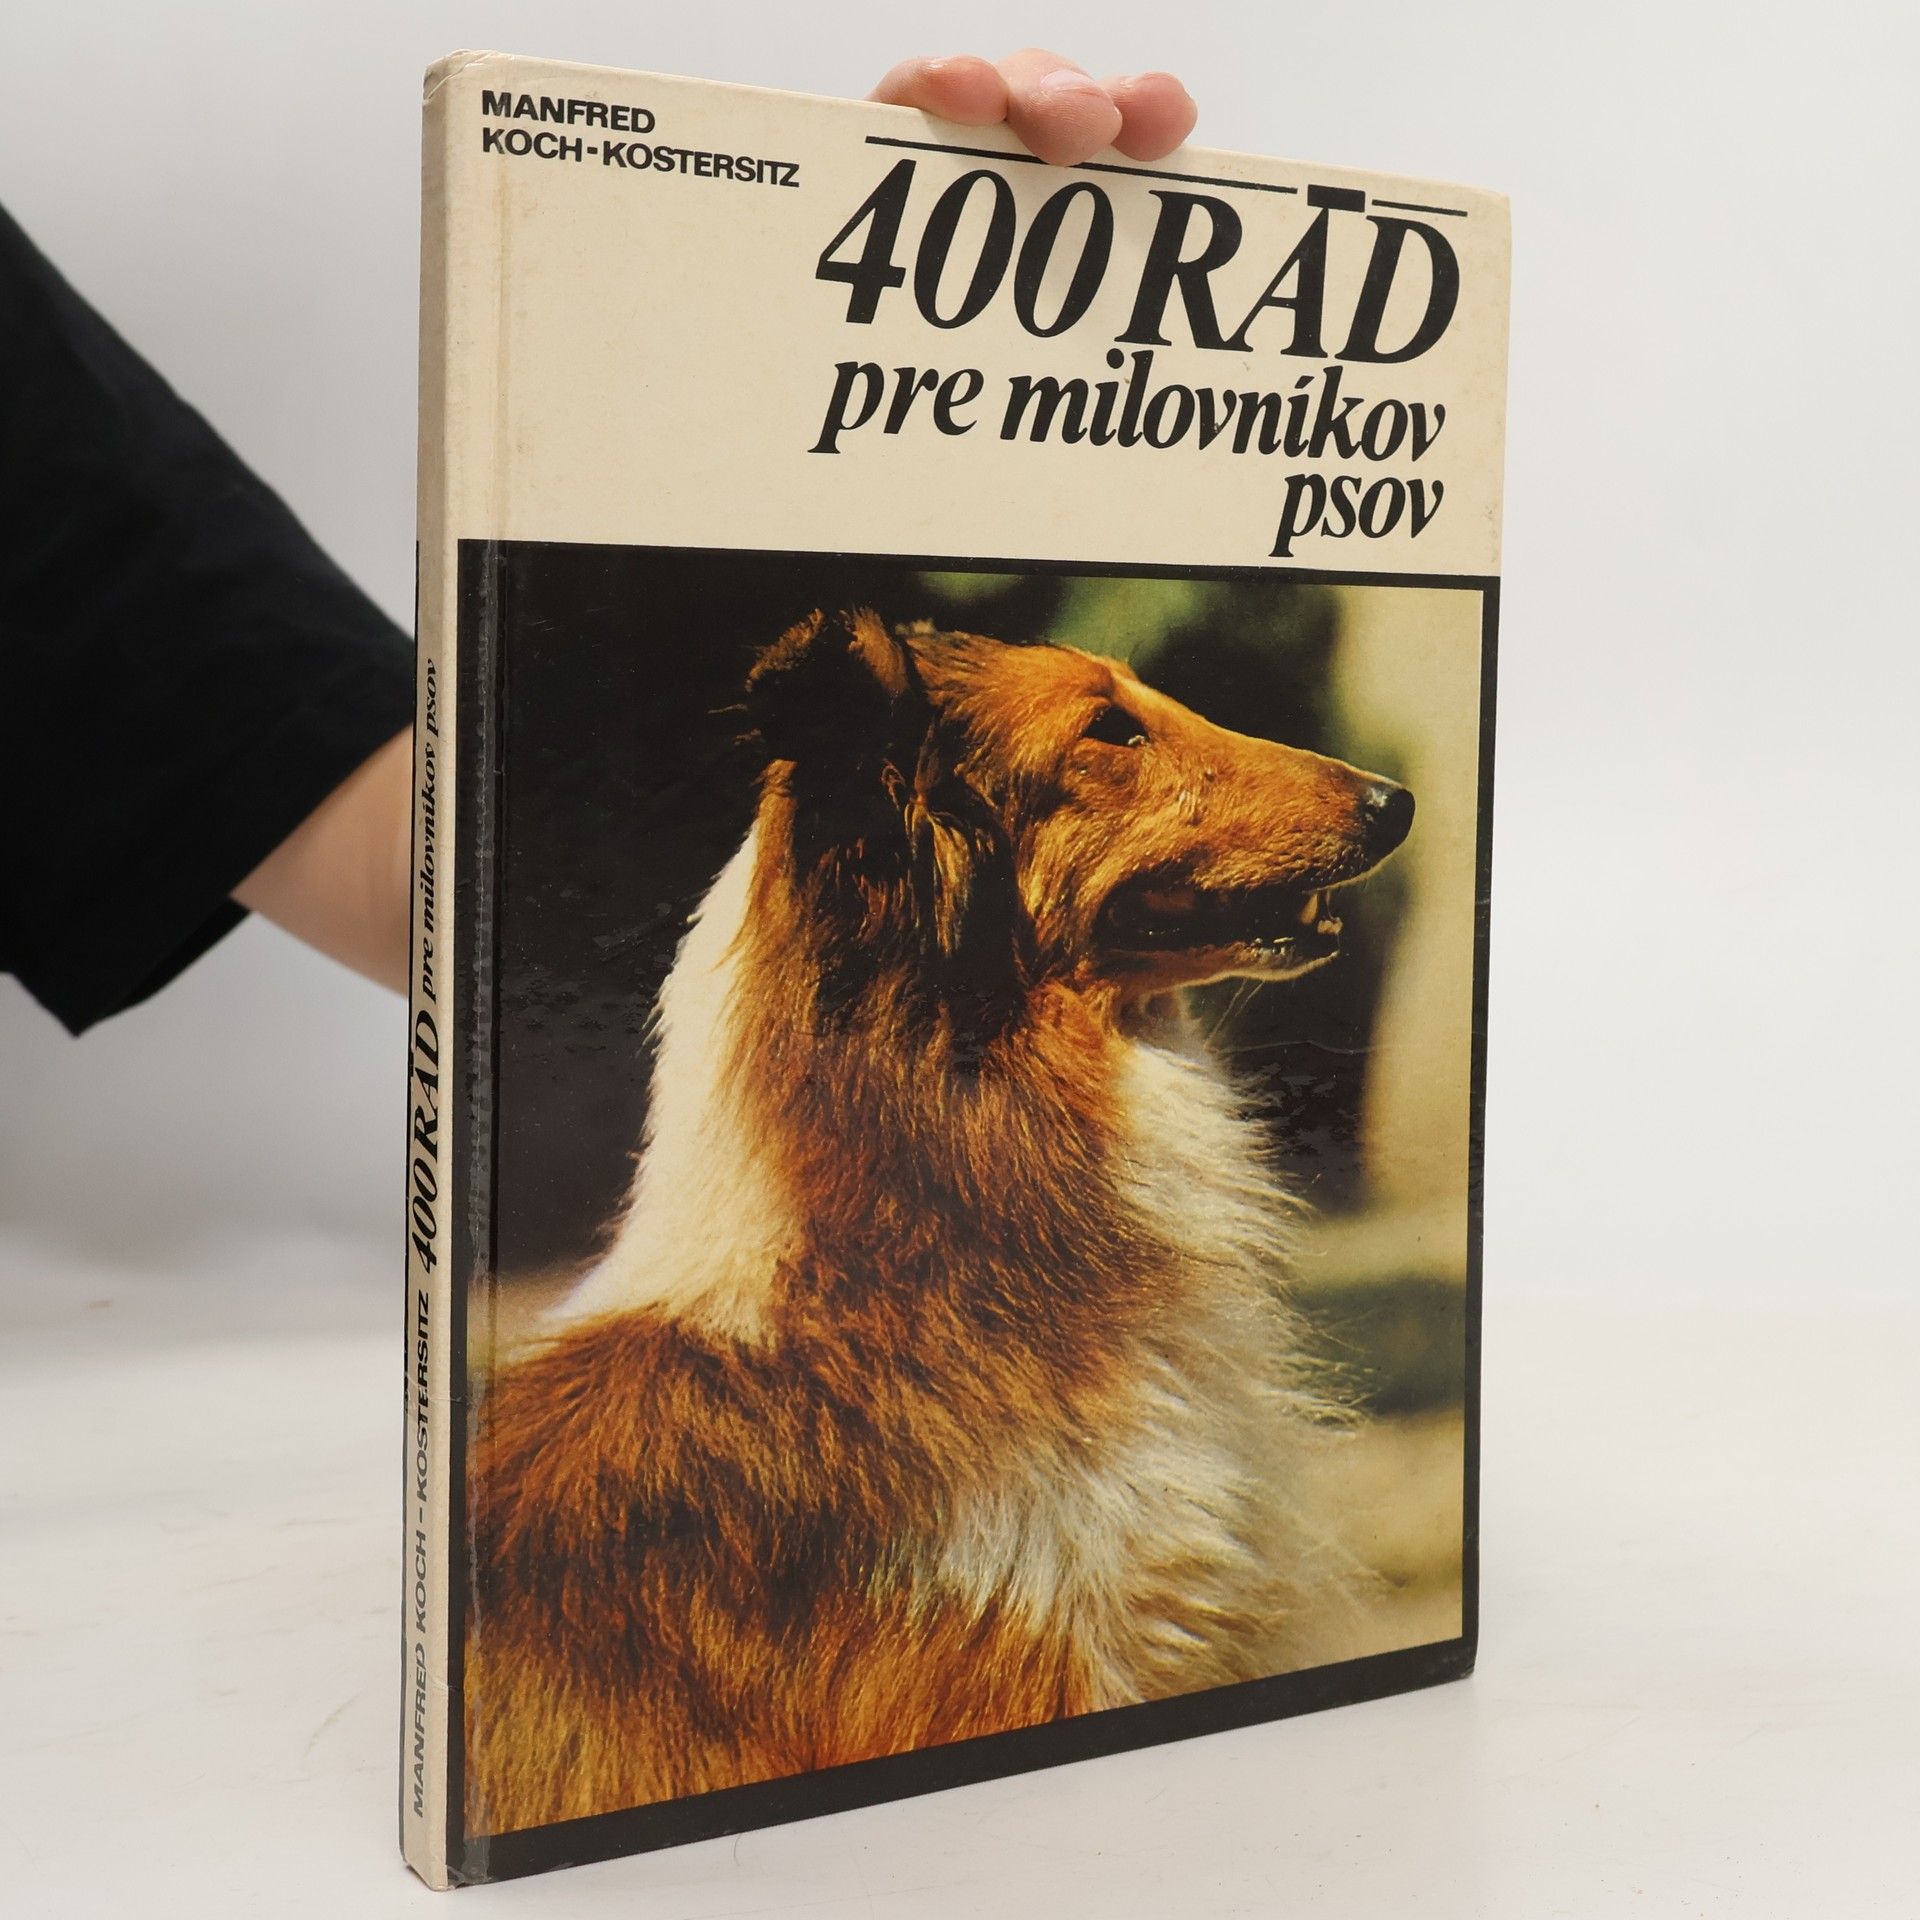 MANFRED
KOCH-KOSTERSITZ
400 RÁD
pre milovníkov
psov
MANFRED KOCH – KOSTERSITZ 400 RÁD pre milovníkov psov